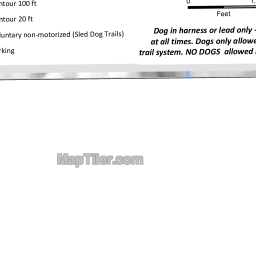 ntour 100 ft
ntour 20 ft
luntary non-motorized (Sled Dog Trails)
rking
0
Feet
Dog in harness or lead only -
at all times. Dogs only allowe
trail system. NO DOGS allowed
MapTiler.com